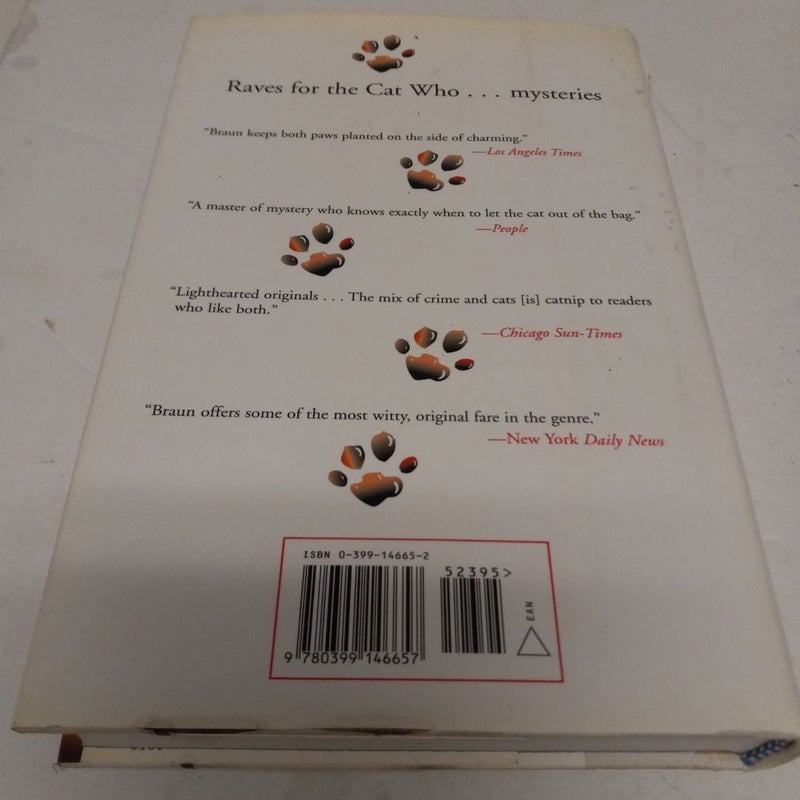 Raves for the Cat Who . . . mysteries
“Braun keeps both paws planted on the side of charming.”
—Los Angeles Times
“A master of mystery who knows exactly when to let the cat out of the bag.”
—People
“Lighthearted originals . . . The mix of crime and cats [is] catnip to readers
who like both.”
—Chicago Sun-Times
“Braun offers some of the most witty, original fare in the genre.”
—New York Daily News
ISBN 0-399-14665-2
52395>
EAN
9 780399 146657